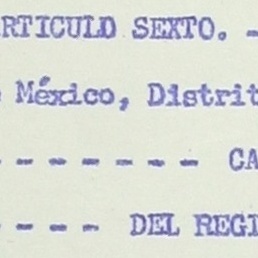 ARTICULO SEXTO. -
México, Distrit
- - - - - - - CA
- - - - DEL REGI